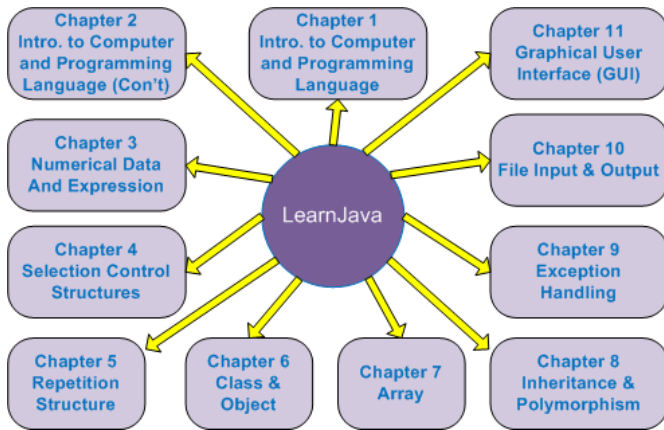 Chapter 2
Intro. to Computer
and Programming
Language (Con't)
Chapter 1
Intro. to Computer
and Programming
Language
Chapter 11
Graphical User
Interface (GUI)
Chapter 3
Numerical Data
And Expression
Chapter 10
File Input & Output
LearnJava
Chapter 4
Selection Control
Structures
Chapter 9
Exception
Handling
Chapter 5
Repetition
Structure
Chapter 6
Class &
Object
Chapter 7
Array
Chapter 8
Inheritance &
Polymorphism